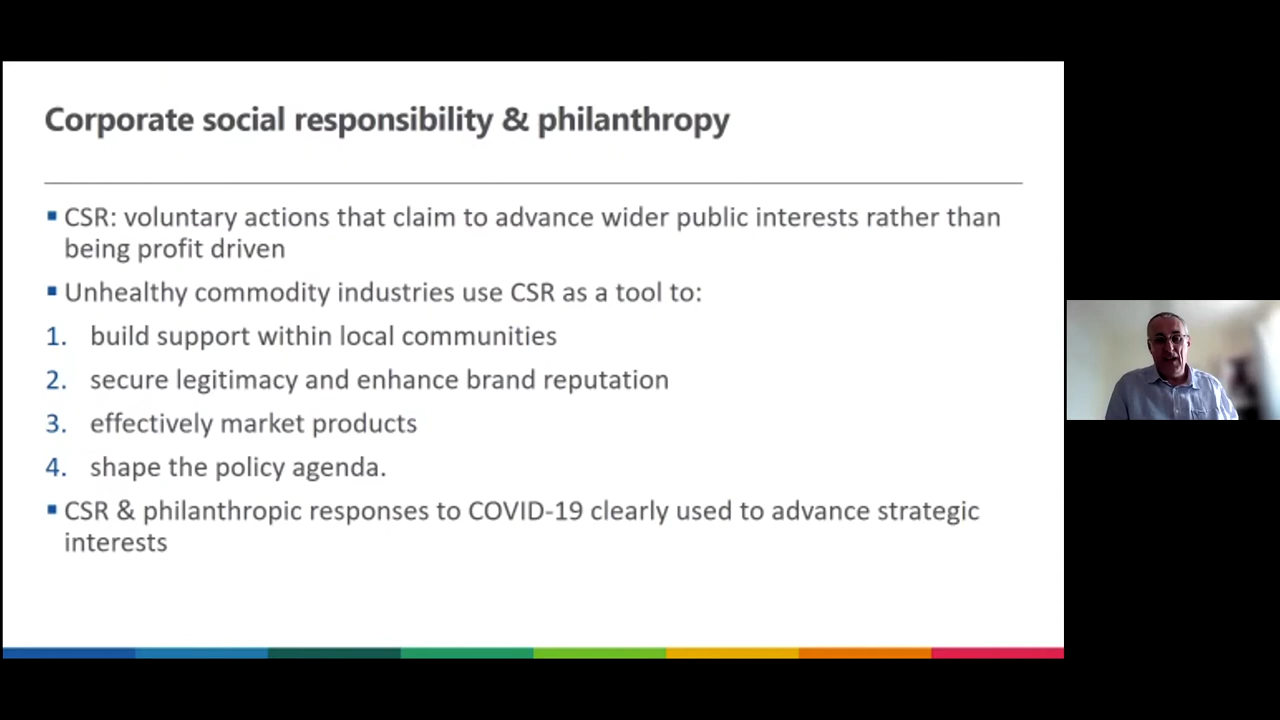 Corporate social responsibility & philanthropy
▪ CSR: voluntary actions that claim to advance wider public interests rather than
being profit driven
▪ Unhealthy commodity industries use CSR as a tool to:
1. build support within local communities
2. secure legitimacy and enhance brand reputation
3. effectively market products
4. shape the policy agenda.
▪ CSR & philanthropic responses to COVID-19 clearly used to advance strategic
interests